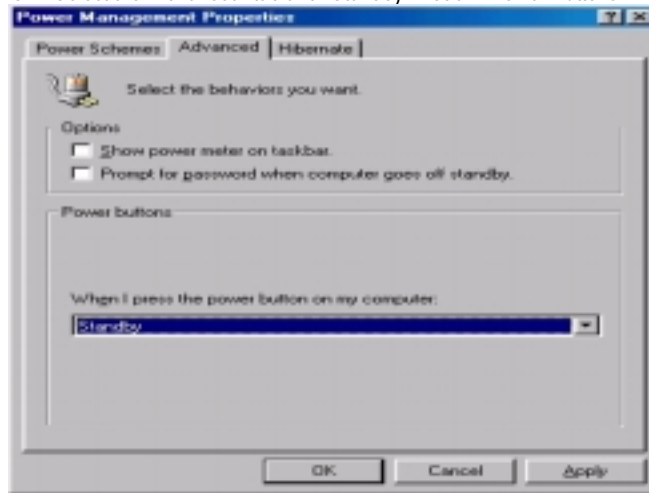 Power Management Properties
Power Schemes Advanced Hibernate
Select the behaviors you want.
Options
Show power meter on taskbar.
Prompt for password when computer goes off standby.
Power buttons
When I press the power button on my computer:
Standby
OK Cancel Apply